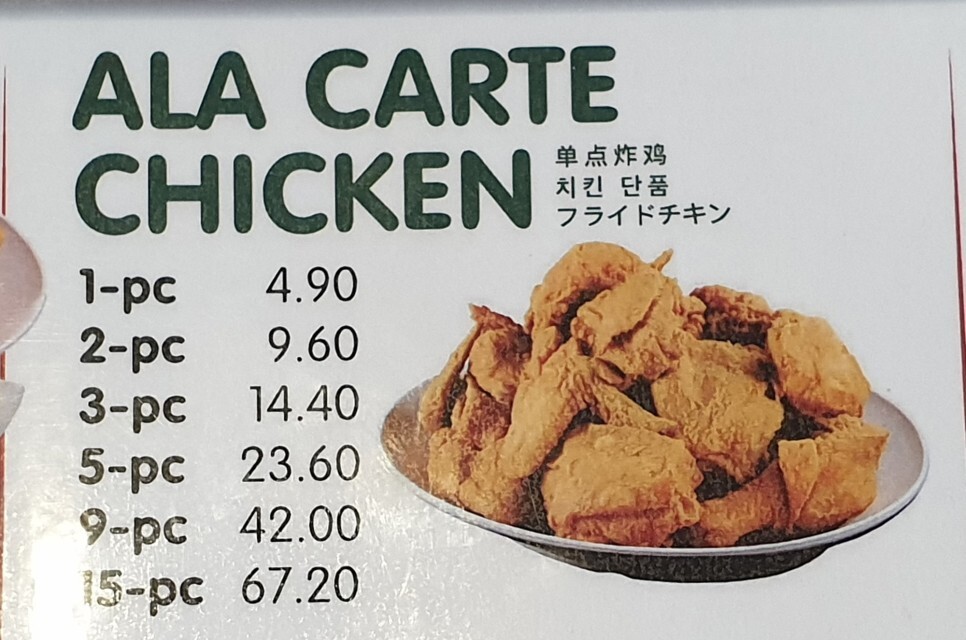 ALA CARTE
CHICKEN
单点炸鸡
치킨 단품
フライドチキン
1-pc 4.90
2-pc 9.60
3-pc 14.40
5-pc 23.60
9-pc 42.00
15-pc 67.20